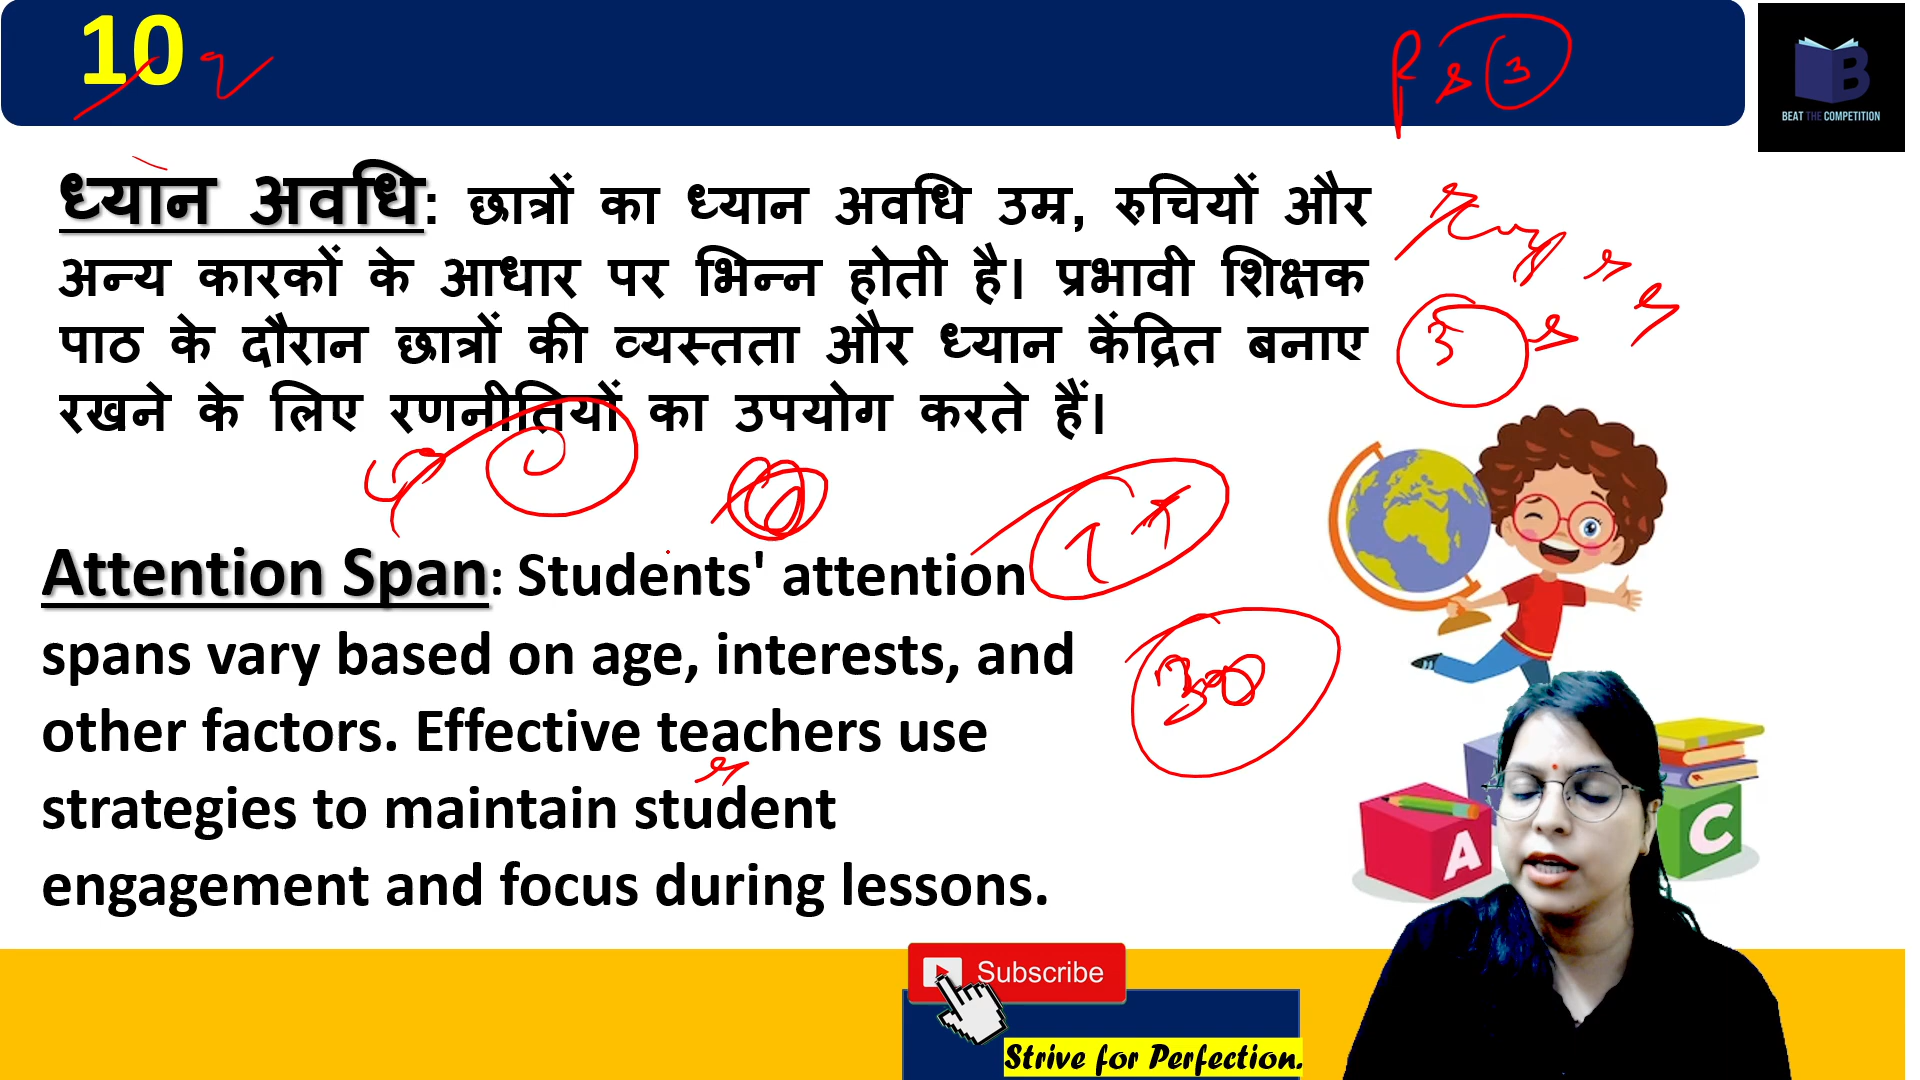 10
BEAT THE COMPETITION
ध्यान अवधि: छात्रों का ध्यान अवधि उम्र, रुचियों और
अन्य कारकों के आधार पर भिन्न होती है। प्रभावी शिक्षक
पाठ के दौरान छात्रों की व्यस्तता और ध्यान केंद्रित बनाए
रखने के लिए रणनीतियों का उपयोग करते हैं।
Attention Span: Students' attention
spans vary based on age, interests, and
other factors. Effective teachers use
strategies to maintain student
engagement and focus during lessons.
30
A
C
Subscribe
Strive for Perfection.